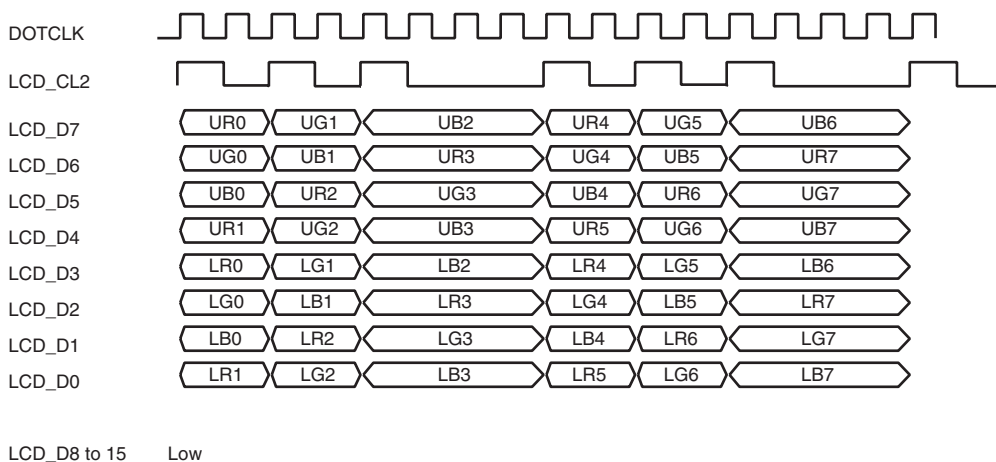 DOTCLK
LCD_CL2
LCD_D7 UR0 UG1 UB2 UR4 UG5 UB6
LCD_D6 UG0 UB1 UR3 UG4 UB5 UR7
LCD_D5 UB0 UR2 UG3 UB4 UR6 UG7
LCD_D4 UR1 UG2 UB3 UR5 UG6 UB7
LCD_D3 LR0 LG1 LB2 LR4 LG5 LB6
LCD_D2 LG0 LB1 LR3 LG4 LB5 LR7
LCD_D1 LB0 LR2 LG3 LB4 LR6 LG7
LCD_D0 LR1 LG2 LB3 LR5 LG6 LB7
LCD_D8 to 15 Low